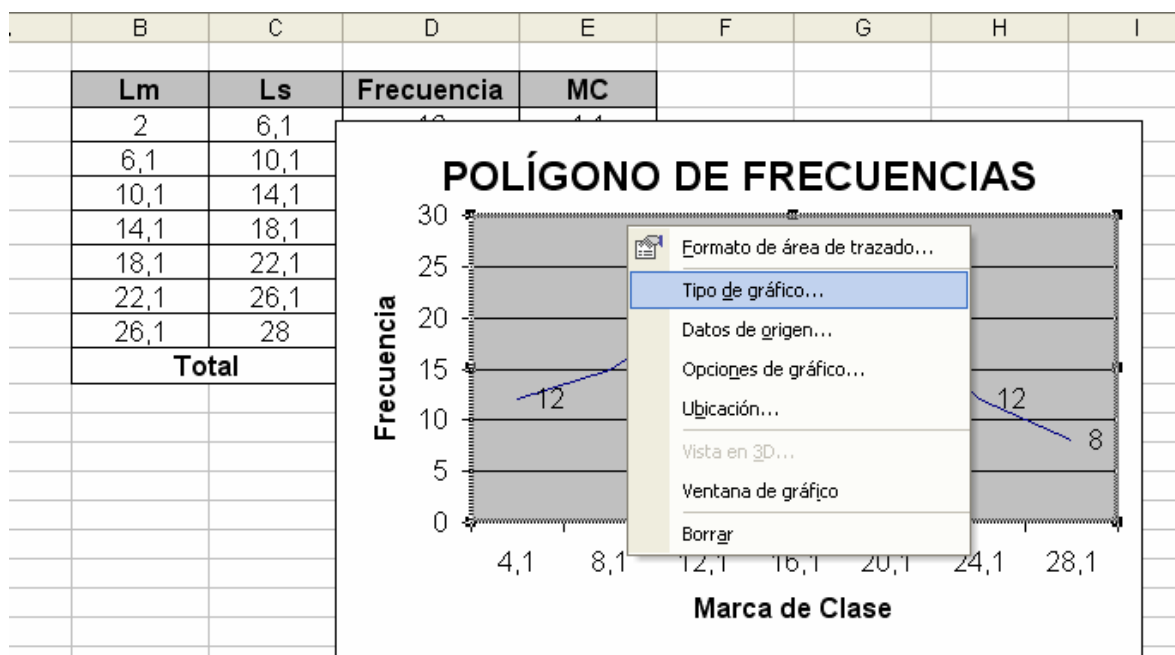 B C D E F G H I
Lm Ls Frecuencia MC
2 6,1
6,1 10,1
10,1 14,1
14,1 18,1
18,1 22,1
22,1 26,1
26,1 28
Total
POLÍGONO DE FRECUENCIAS
Frecuencia
30
25
20
15
10
5
0
12
12
8
Formato de área de trazado...
Tipo de gráfico...
Datos de origen...
Opciones de gráfico...
Ubicación...
Vista en 3D...
Ventana de gráfico
Borrar
4,1 8,1 12,1 16,1 20,1 24,1 28,1
Marca de Clase